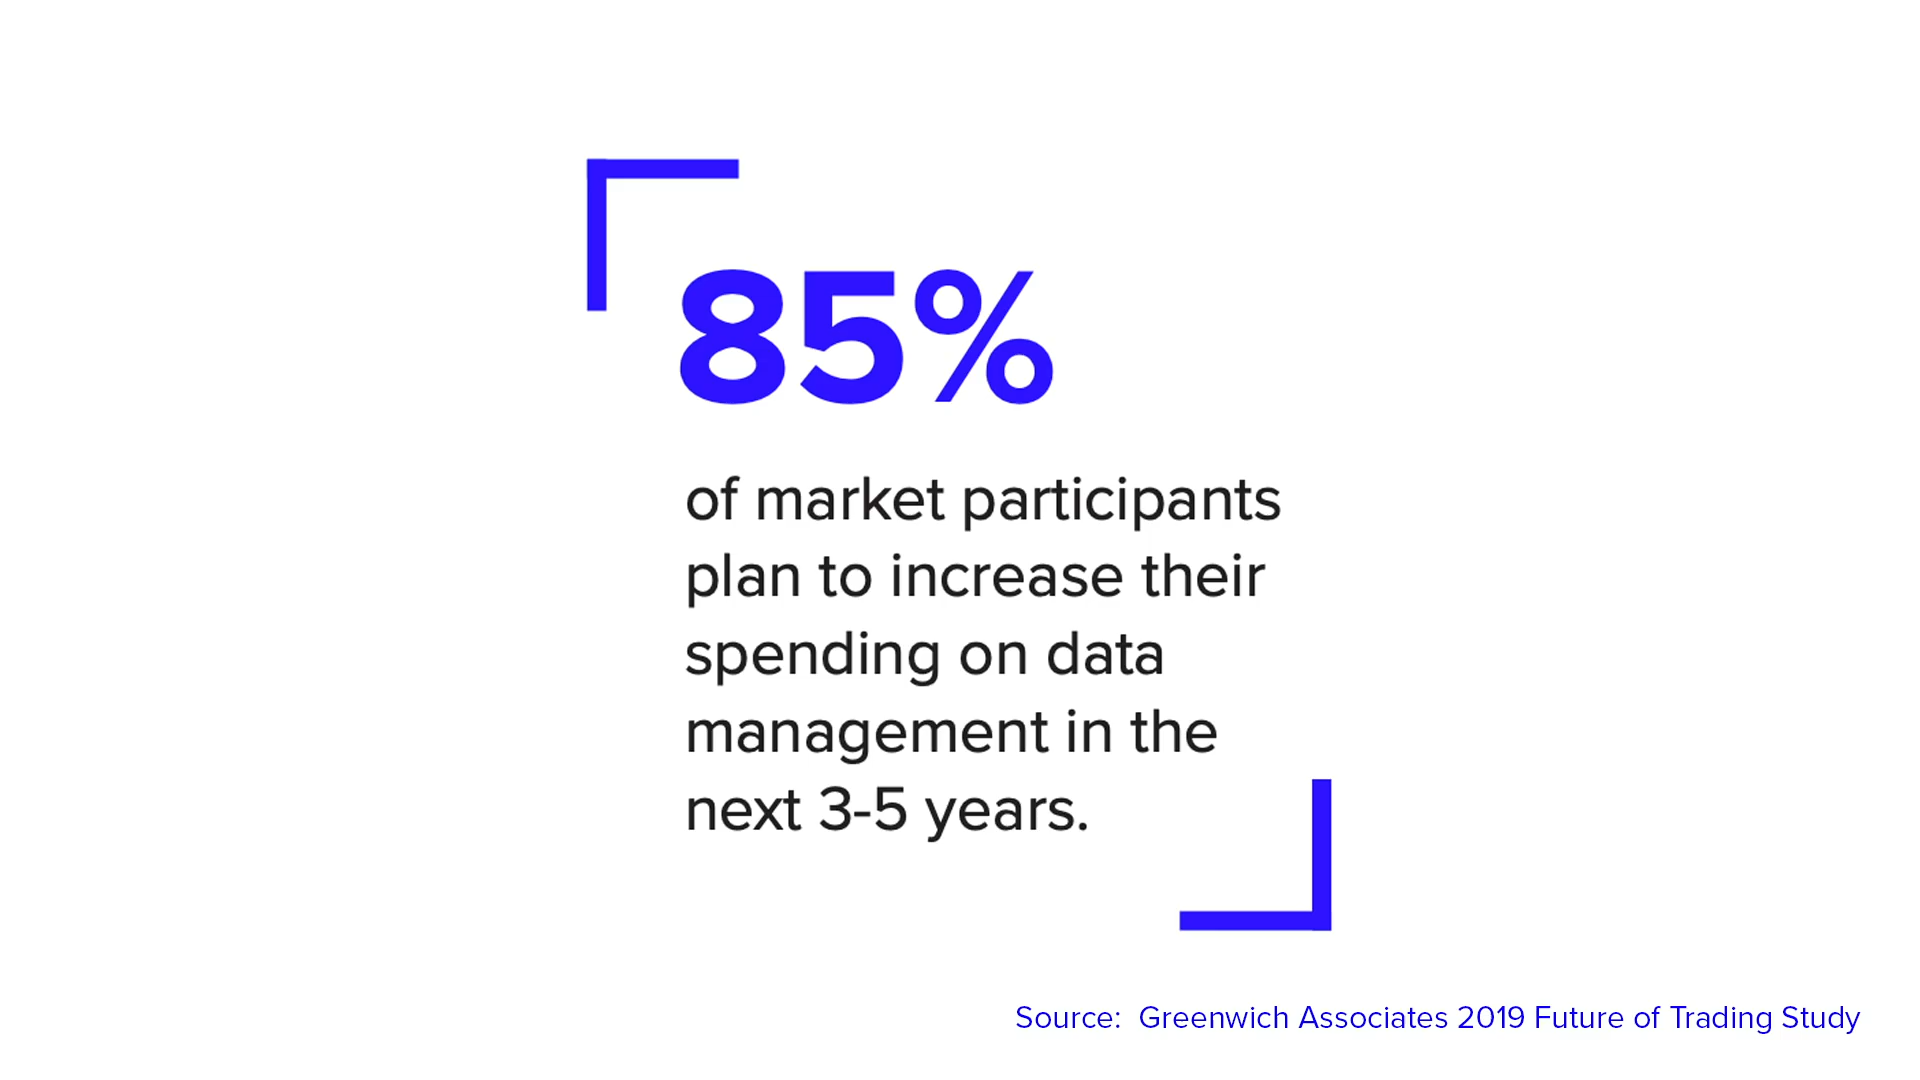 85%
of market participants
plan to increase their
spending on data
management in the
next 3-5 years.
Source: Greenwich Associates 2019 Future of Trading Study